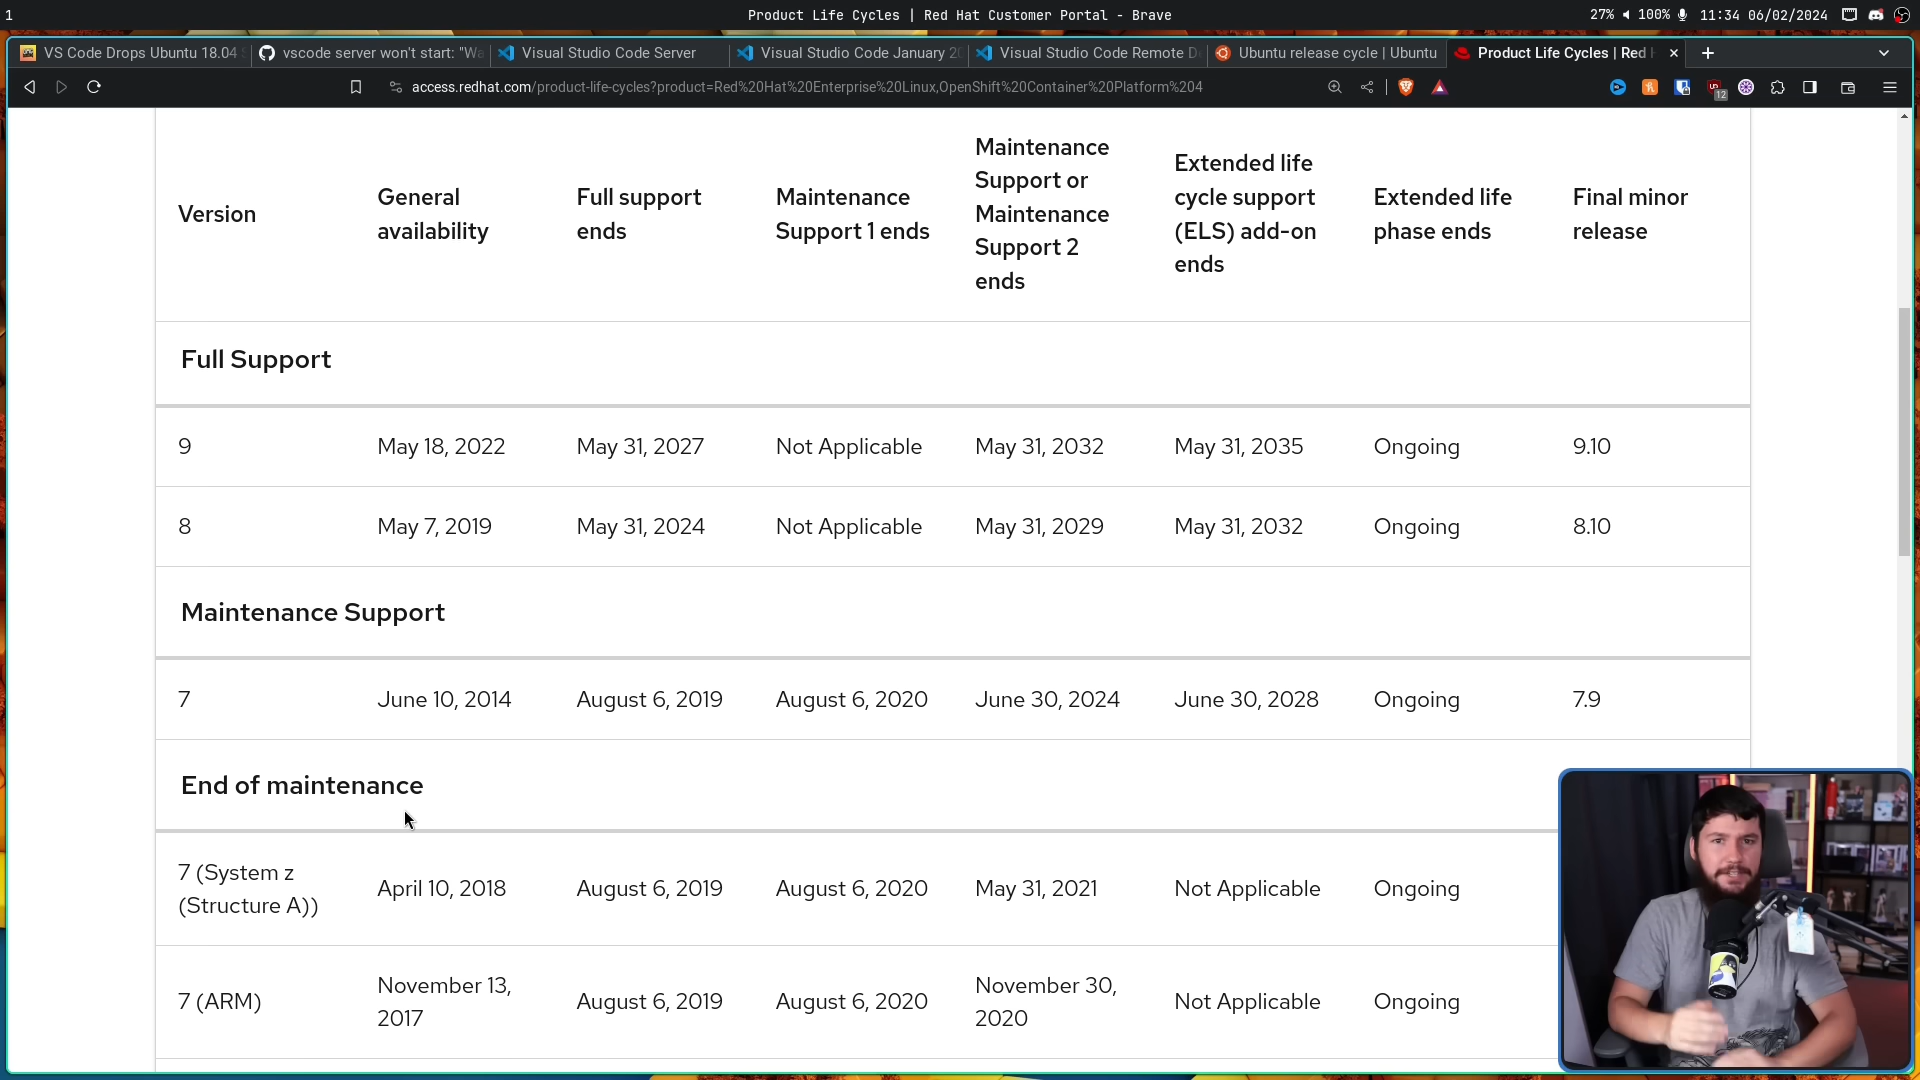 1
Product Life Cycles | Red Hat Customer Portal - Brave
27% 100% 11:34 06/02/2024
VS Code Drops Ubuntu 18.04
vscode server won't start: "Wa
Visual Studio Code Server
Visual Studio Code January 20
Visual Studio Code Remote D
Ubuntu release cycle | Ubuntu
Product Life Cycles | Red H
access.redhat.com/product-life-cycles?product=Red%20Hat%20Enterprise%20Linux,OpenShift%20Container%20Platform%204
12
Version
General
availability
Full support
ends
Maintenance
Support 1 ends
Maintenance
Support or
Maintenance
Support 2
ends
Extended life
cycle support
(ELS) add-on
ends
Extended life
phase ends
Final minor
release
Full Support
9 May 18, 2022 May 31, 2027 Not Applicable May 31, 2032 May 31, 2035 Ongoing 9.10
8 May 7, 2019 May 31, 2024 Not Applicable May 31, 2029 May 31, 2032 Ongoing 8.10
Maintenance Support
7 June 10, 2014 August 6, 2019 August 6, 2020 June 30, 2024 June 30, 2028 Ongoing 7.9
End of maintenance
7 (System z
(Structure A))
April 10, 2018 August 6, 2019 August 6, 2020 May 31, 2021 Not Applicable Ongoing
7 (ARM)
November 13,
2017
August 6, 2019 August 6, 2020
November 30,
2020
Not Applicable Ongoing